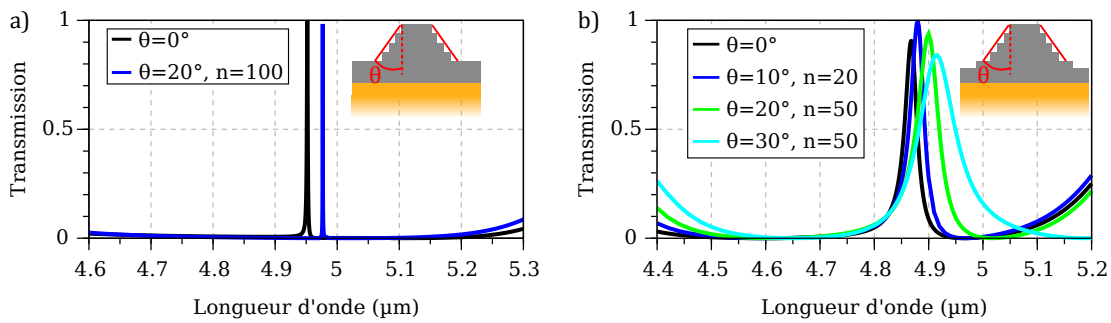 a)
Transmission
1
0.5
0
θ=0°
θ=20°, n=100
θ
4.6 4.7 4.8 4.9 5 5.1 5.2 5.3
Longueur d'onde (µm)
b)
Transmission
1
0.5
0
θ=0°
θ=10°, n=20
θ=20°, n=50
θ=30°, n=50
θ
4.4 4.5 4.6 4.7 4.8 4.9 5 5.1 5.2
Longueur d'onde (µm)